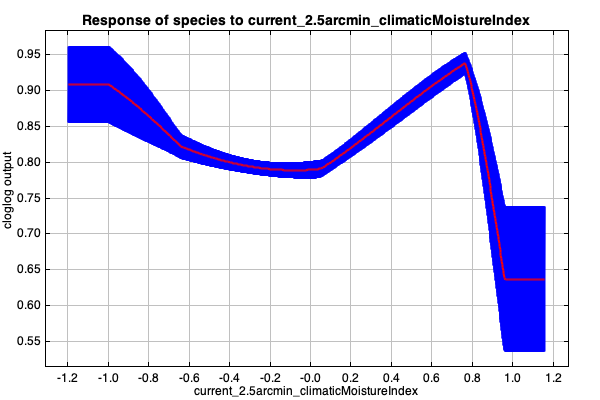 Response of species to current_2.5arcmin_climaticMoistureIndex
cloglog output
0.95
0.90
0.85
0.80
0.75
0.70
0.65
0.60
0.55
-1.2 -1.0 -0.8 -0.6 -0.4 -0.2 -0.0 0.2 0.4 0.6 0.8 1.0 1.2
current_2.5arcmin_climaticMoistureIndex